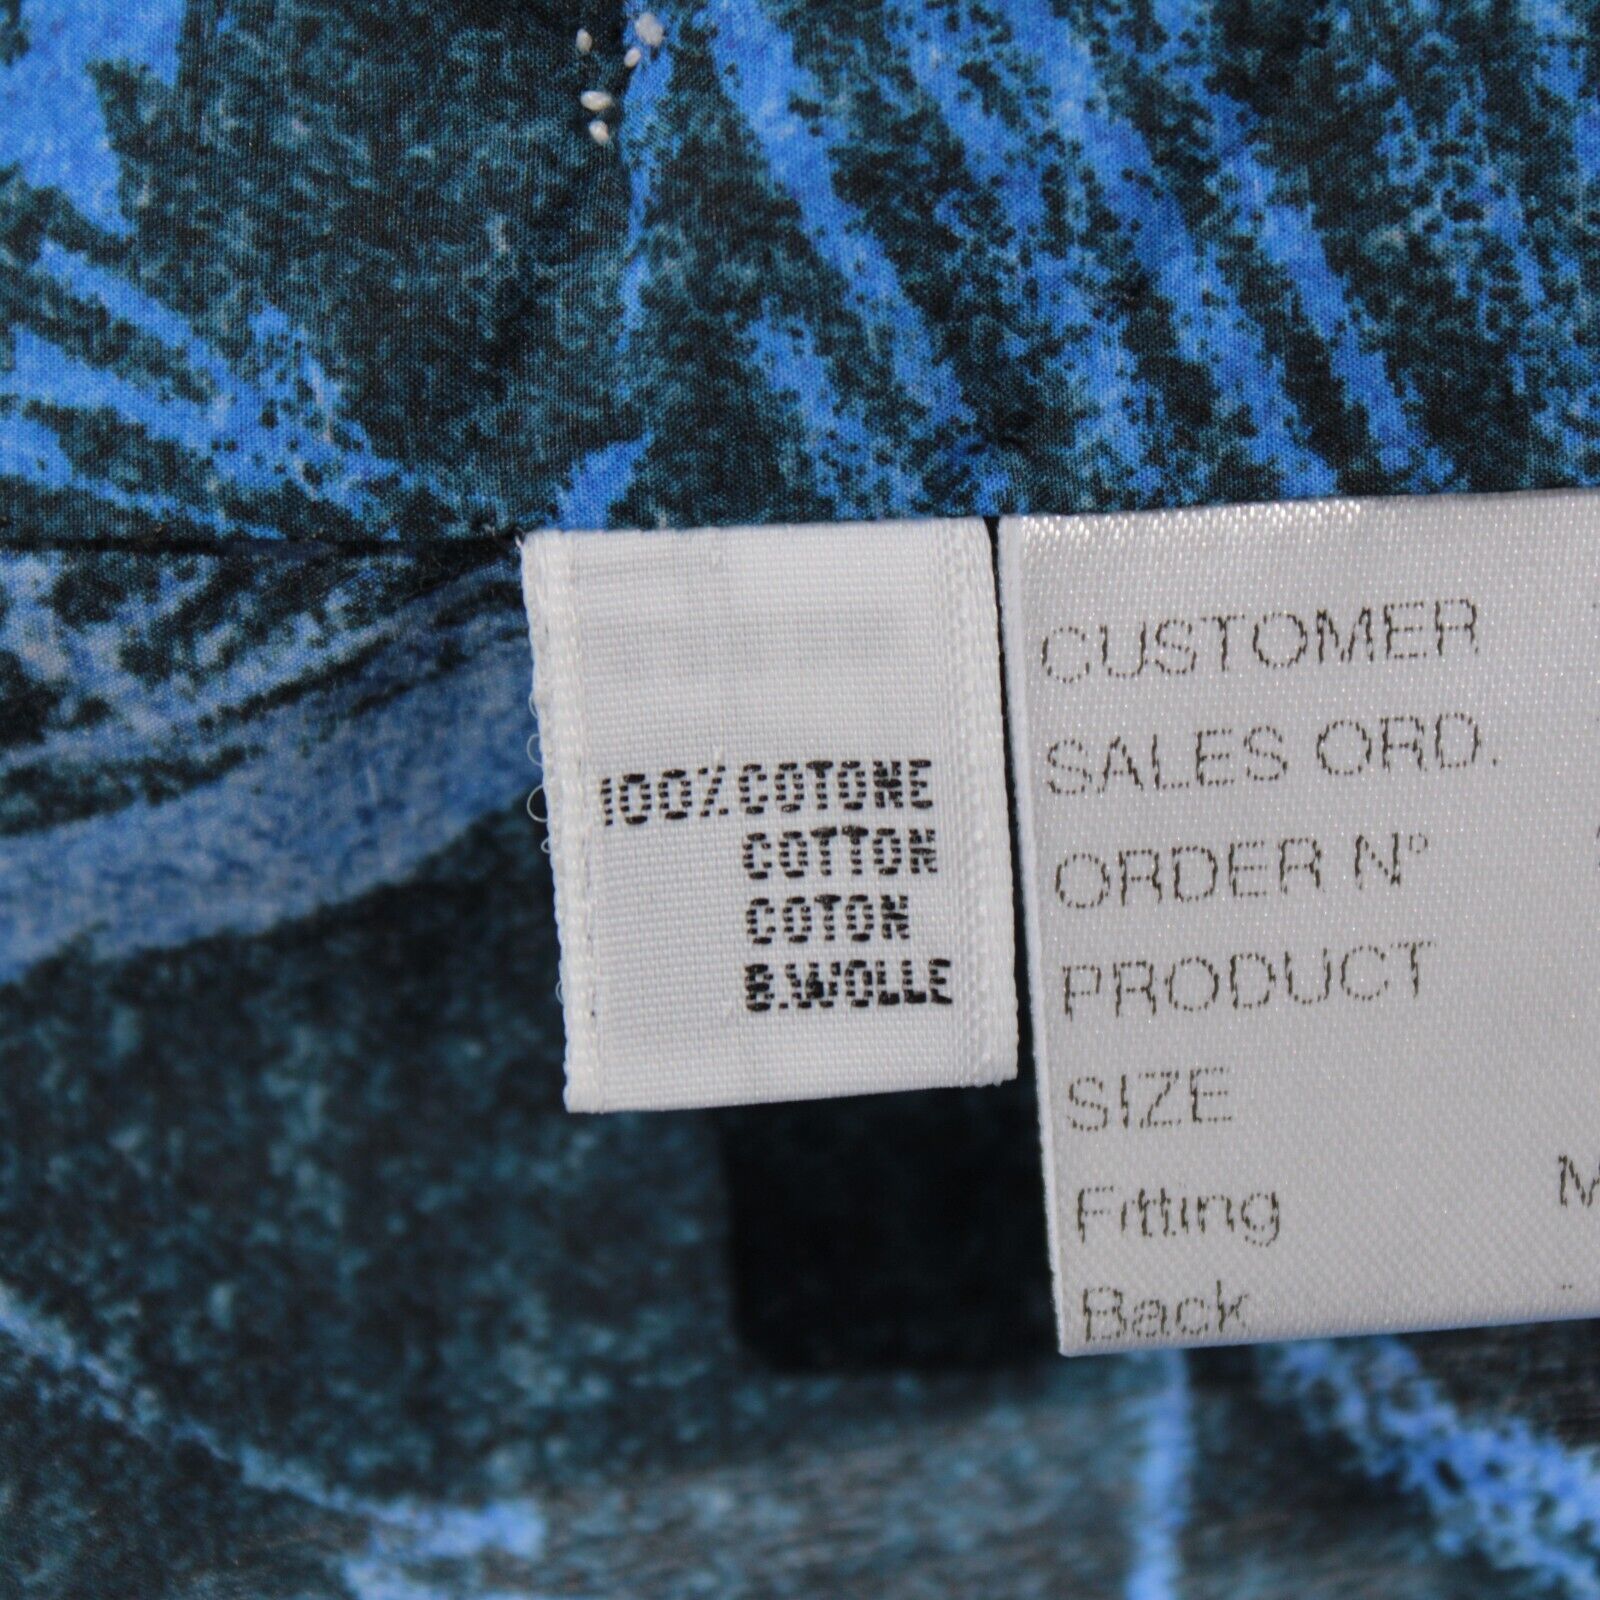 100% COTONE
COTTON
COTON
B.WOLLE
CUSTOMER
SALES ORD.
ORDER N°
PRODUCT
SIZE
Fitting
Back